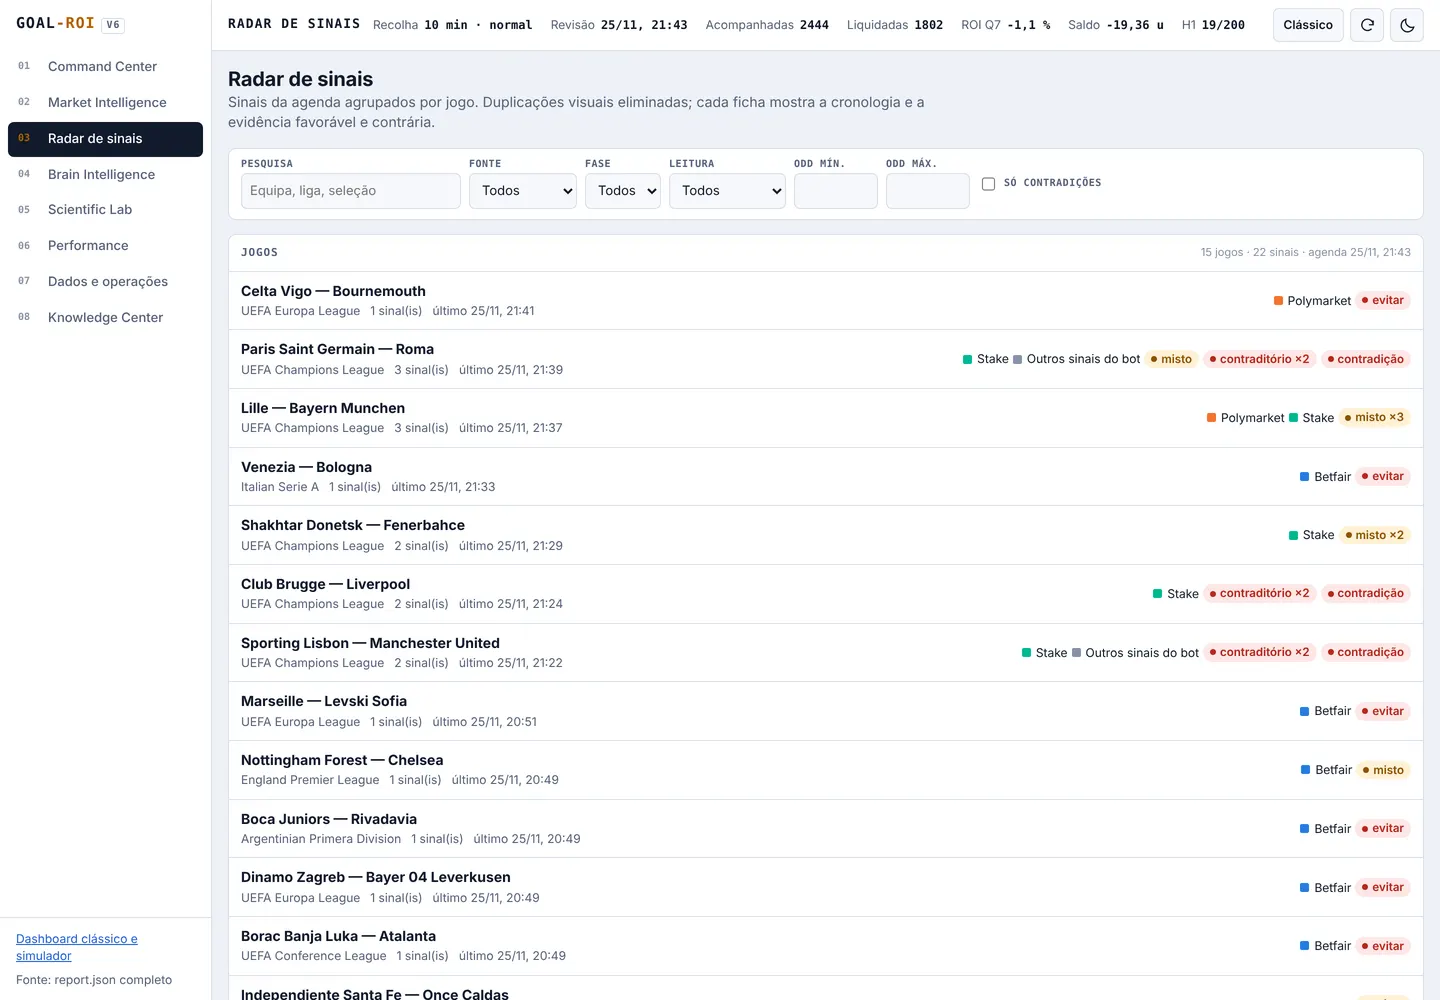 GOAL-ROI V6
01 Command Center
02 Market Intelligence
03 Radar de sinais
04 Brain Intelligence
05 Scientific Lab
06 Performance
07 Dados e operações
08 Knowledge Center
Dashboard clássico e
simulador
Fonte: report.json completo
RADAR DE SINAIS Recolha 10 min · normal Revisão 25/11, 21:43 Acompanhadas 2444 Liquidadas 1802 ROI Q7 -1,1 % Saldo -19,36 u H1 19/200 Clássico
Radar de sinais
Sinais da agenda agrupados por jogo. Duplicações visuais eliminadas; cada ficha mostra a cronologia e a
evidência favorável e contrária.
PESQUISA FONTE FASE LEITURA ODD MÍN. ODD MÁX.
Equipa, liga, seleção Todos Todos Todos SÓ CONTRADIÇÕES
JOGOS 15 jogos · 22 sinais · agenda 25/11, 21:43
Celta Vigo — Bournemouth
UEFA Europa League 1 sinal(is) último 25/11, 21:41
Polymarket evitar
Paris Saint Germain — Roma
UEFA Champions League 3 sinal(is) último 25/11, 21:39
Stake Outros sinais do bot misto contraditório ×2 contradição
Lille — Bayern Munchen
UEFA Champions League 3 sinal(is) último 25/11, 21:37
Polymarket Stake misto ×3
Venezia — Bologna
Italian Serie A 1 sinal(is) último 25/11, 21:33
Betfair evitar
Shakhtar Donetsk — Fenerbahce
UEFA Champions League 2 sinal(is) último 25/11, 21:29
Stake misto ×2
Club Brugge — Liverpool
UEFA Champions League 2 sinal(is) último 25/11, 21:24
Stake contraditório ×2 contradição
Sporting Lisbon — Manchester United
UEFA Champions League 2 sinal(is) último 25/11, 21:22
Stake Outros sinais do bot contraditório ×2 contradição
Marseille — Levski Sofia
UEFA Europa League 1 sinal(is) último 25/11, 20:51
Betfair evitar
Nottingham Forest — Chelsea
England Premier League 1 sinal(is) último 25/11, 20:49
Betfair misto
Boca Juniors — Rivadavia
Argentinian Primera Division 1 sinal(is) último 25/11, 20:49
Betfair evitar
Dinamo Zagreb — Bayer 04 Leverkusen
UEFA Europa League 1 sinal(is) último 25/11, 20:49
Betfair evitar
Borac Banja Luka — Atalanta
UEFA Conference League 1 sinal(is) último 25/11, 20:49
Betfair evitar
Independiente Santa Fe — Once Caldas